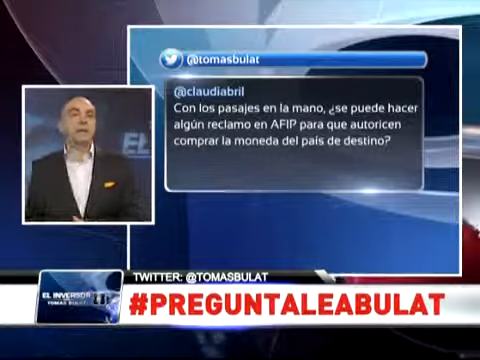 @tomasbulat
@claudiabril
Con los pasajes en la mano, ¿se puede hacer
algún reclamo en AFIP para que autoricen
comprar la moneda del país de destino?
EL
TWITTER: @TOMASBULAT
EL INVERSOR
TOMAS BULAT
#PREGUNTALEABULAT